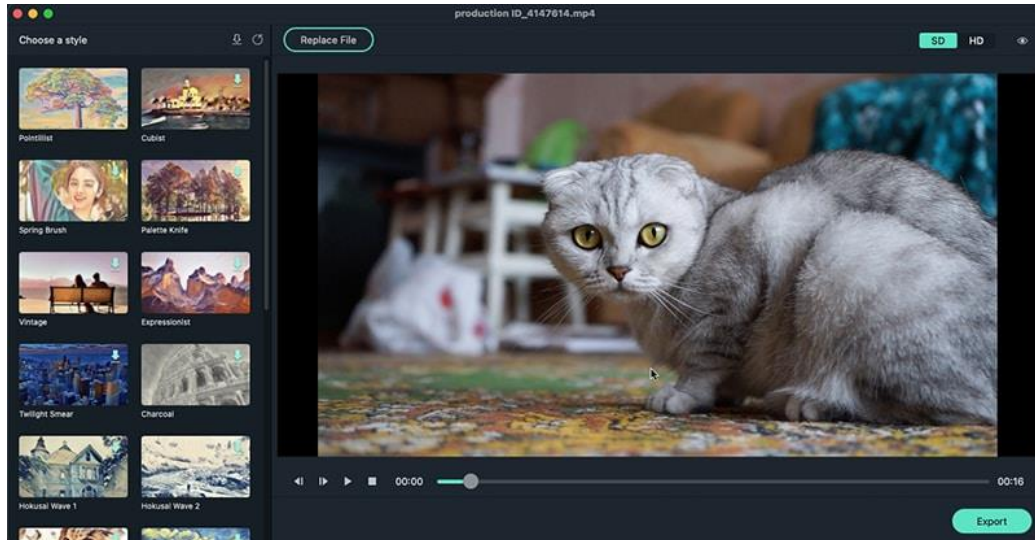 production ID_4147614.mp4
Choose a style
Replace File
SD HD
Pointillist
Cubist
Spring Brush
Palette Knife
Vintage
Expressionist
Twilight Smear
Charcoal
Hokusai Wave 1
Hokusai Wave 2
00:00
00:16
Export